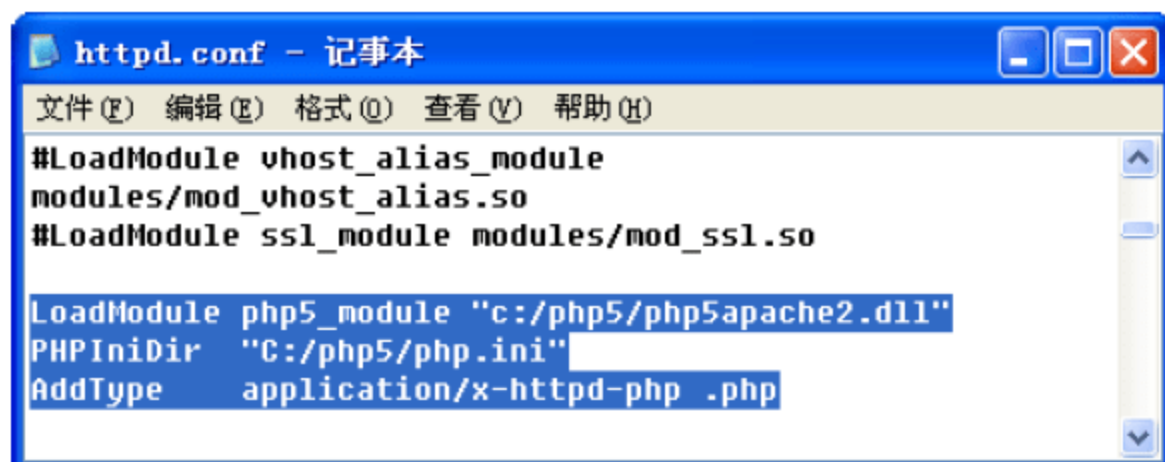 httpd.conf - 记事本
文件(F) 编辑(E) 格式(O) 查看(V) 帮助(H)
#LoadModule vhost_alias_module
modules/mod_vhost_alias.so
#LoadModule ssl_module modules/mod_ssl.so
LoadModule php5_module "c:/php5/php5apache2.dll"
PHPIniDir  "C:/php5/php.ini"
AddType    application/x-httpd-php .php